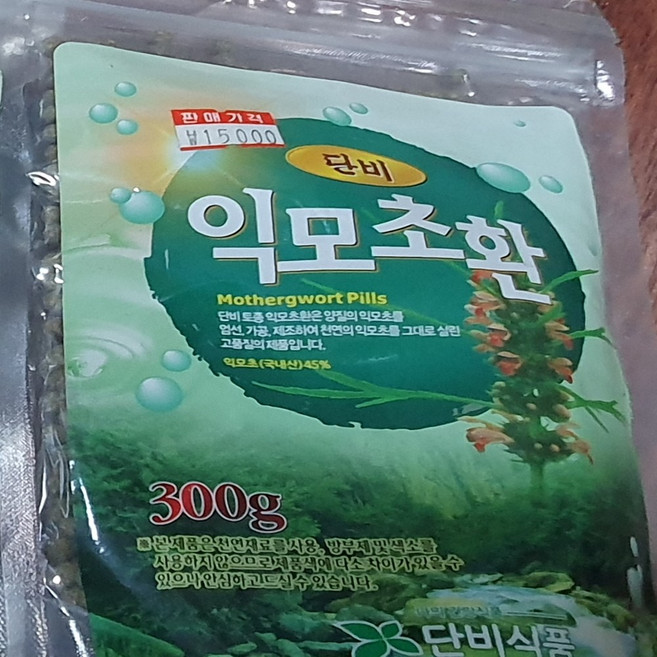 판매가격
₩15000
단비
익모초환
Mothergwort Pills
단비 토종 익모초환은 양질의 익모초를
엄선, 가공, 제조하여 천연의 익모초를 그대로 살린
고품질의 제품입니다.
익모초(국내산)45%
300g
▣ 본 제품은 천연재료를 사용, 방부제 및 색소를
사용하지 않으므로 제품색에 다소 차이가 있을 수
있으나 안심하고 드실 수 있습니다.
단비식품